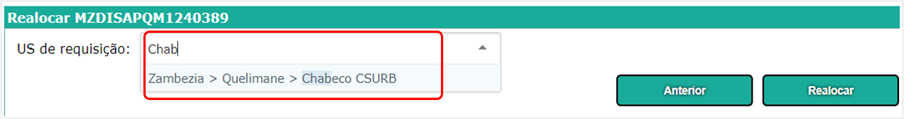 Realocar MZDISAPQM1240389
US de requisição: Chab
Zambezia > Quelimane > Chabeco CSURB
Anterior Realocar